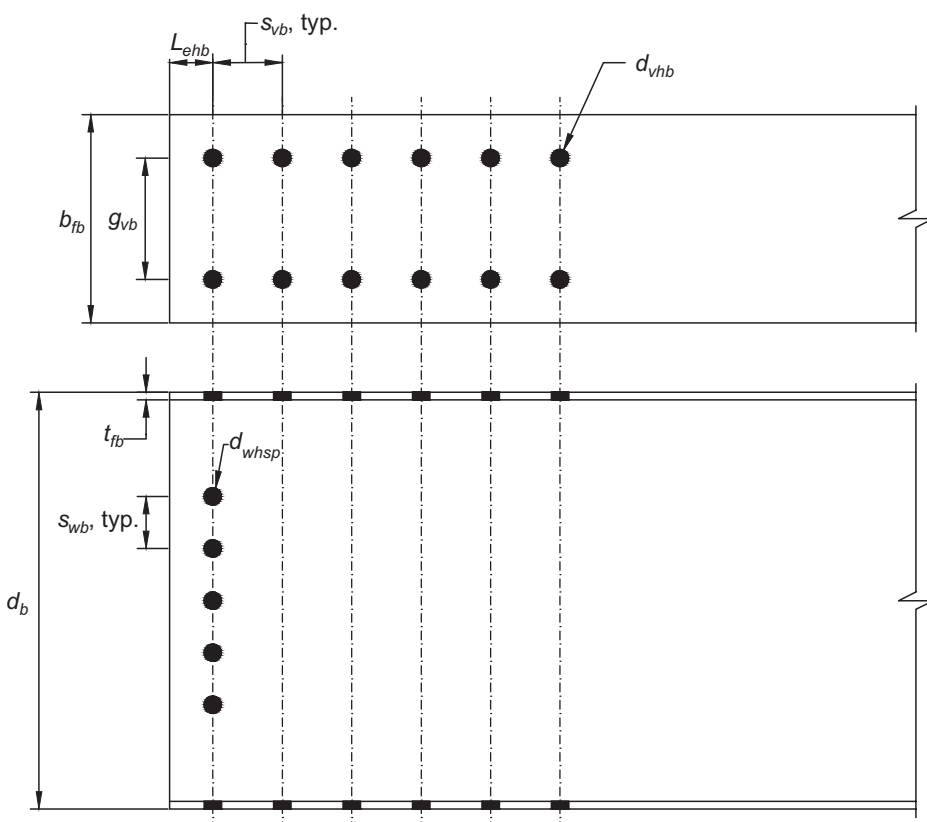 s_vb, typ.
L_ehb
d_vhb
b_fb
g_vb
t_fb
d_whsp
s_wb, typ.
d_b